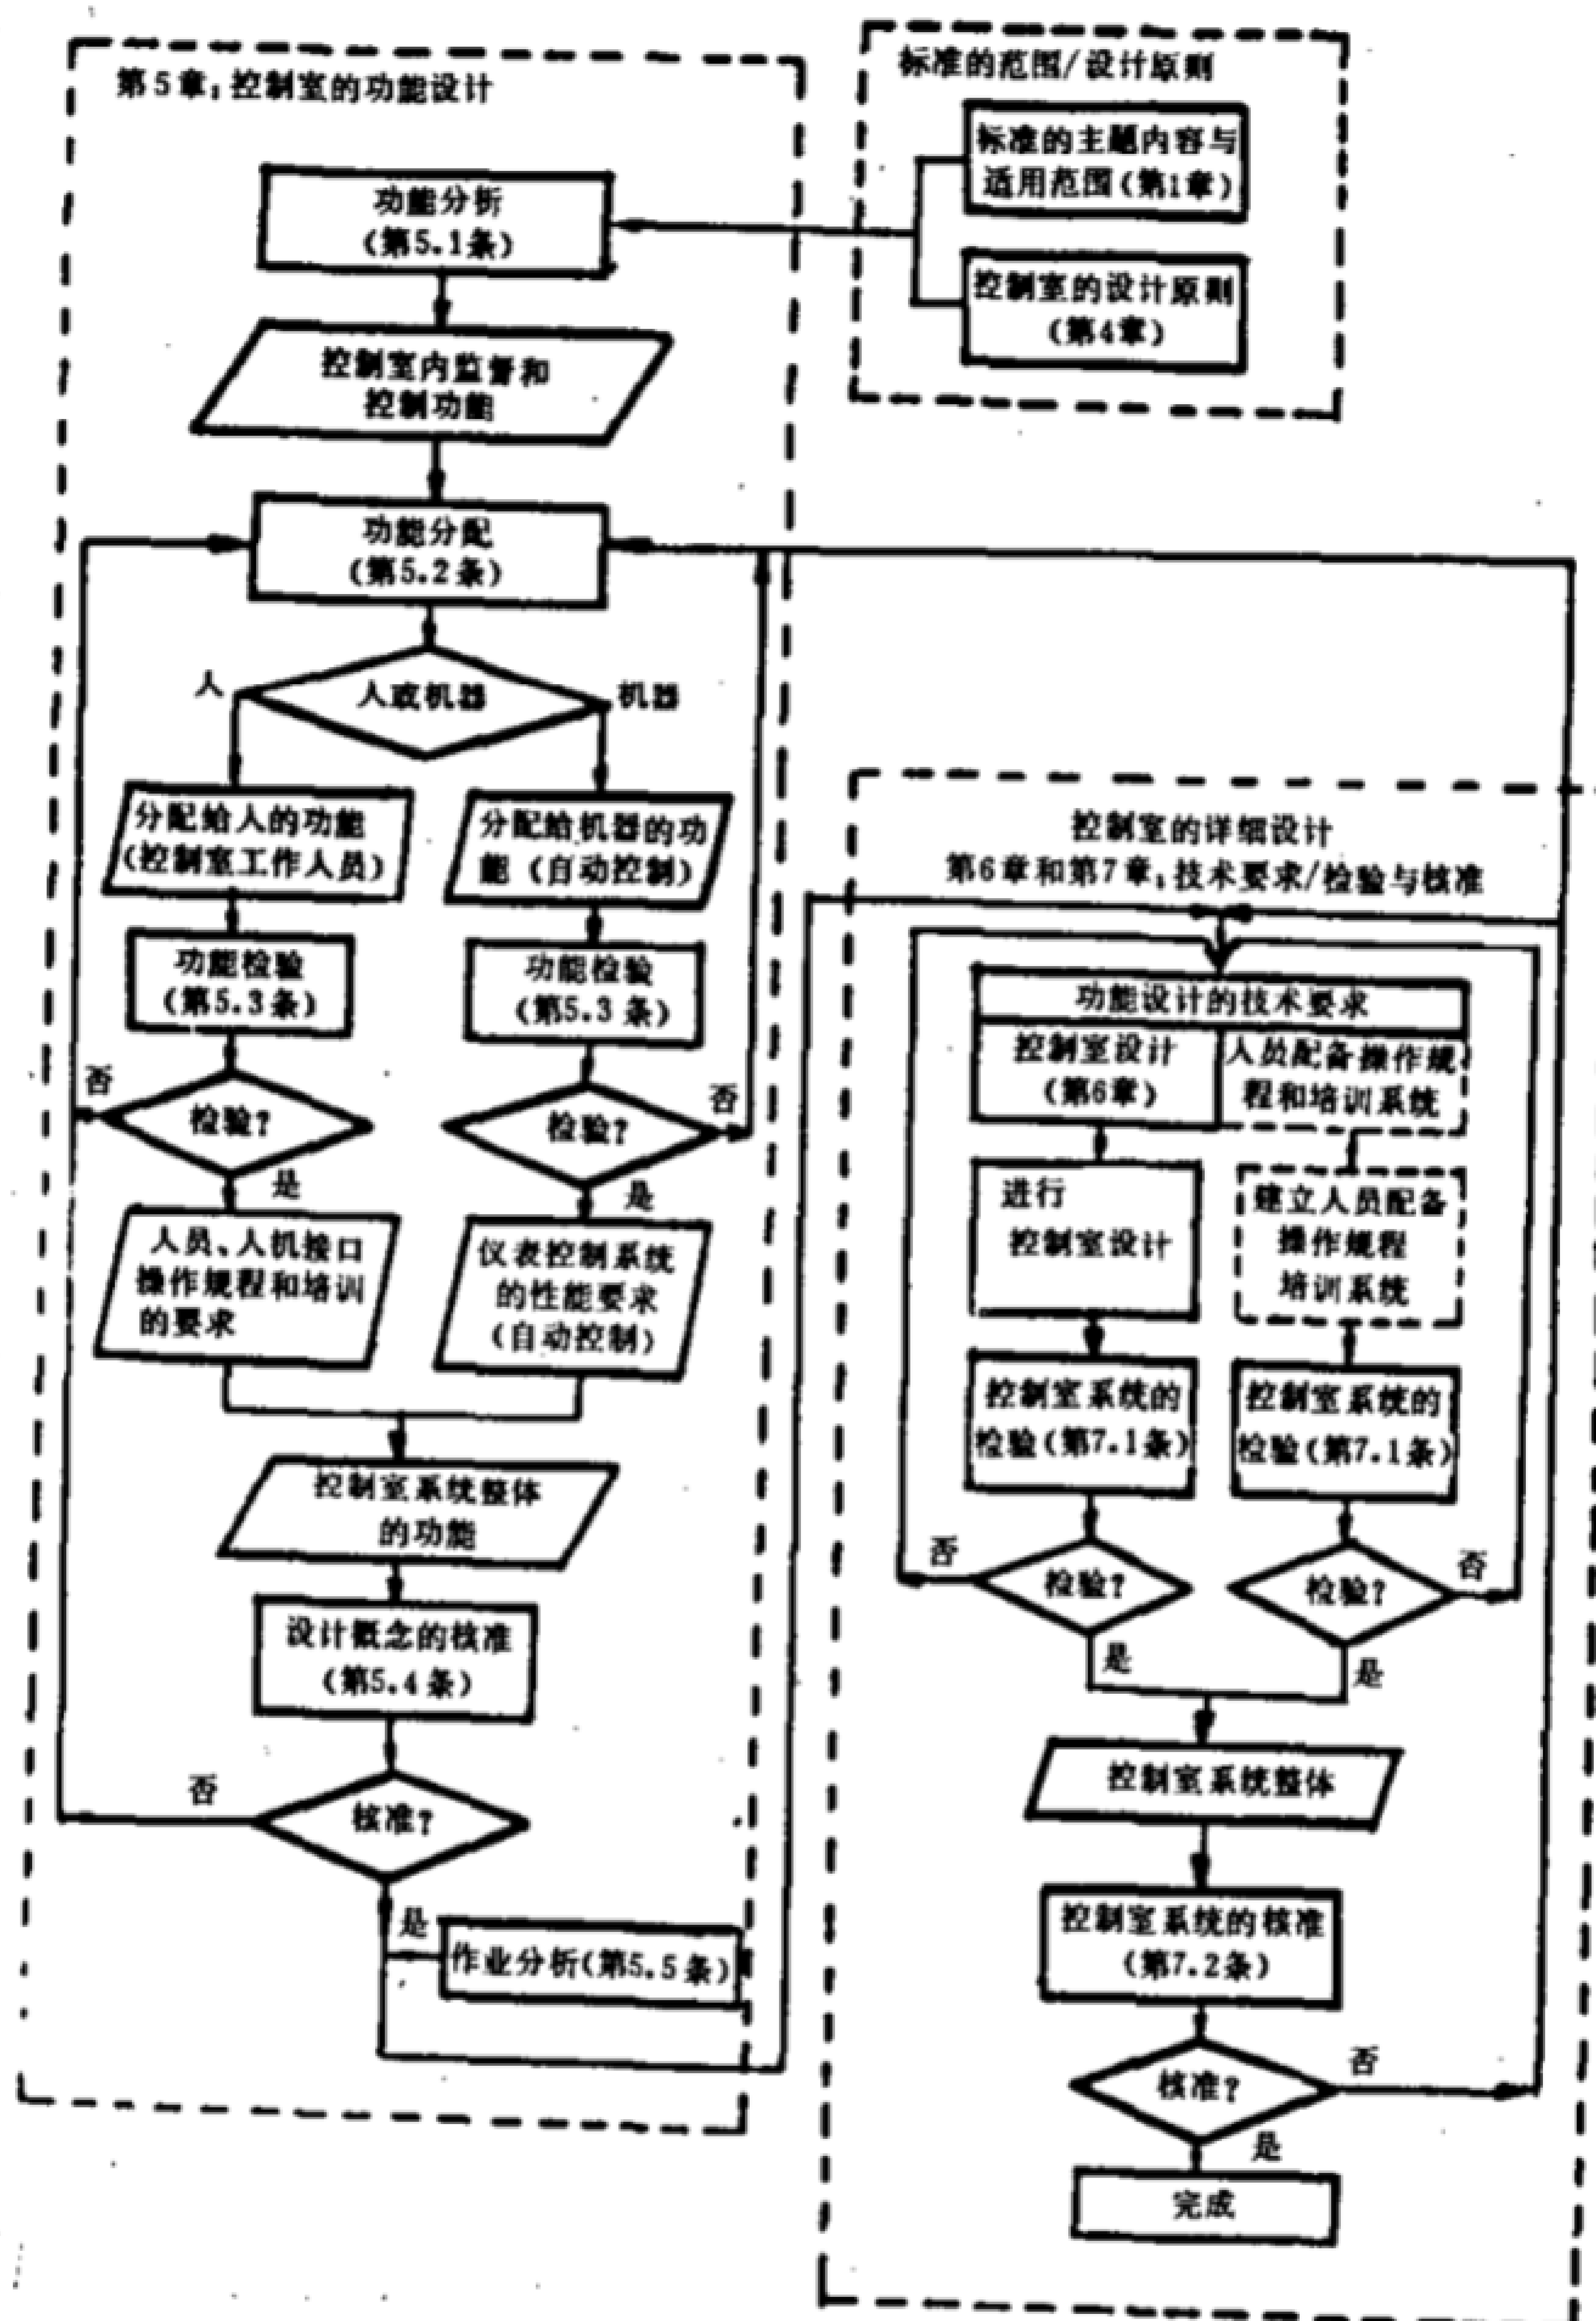 第5章:控制室的功能设计
功能分析
(第5.1条)
控制室内监督和
控制功能
功能分配
(第5.2条)
人
人或机器
机器
分配给人的功能
(控制室工作人员)
分配给机器的功
能(自动控制)
功能检验
(第5.3条)
功能检验
(第5.3条)
否
检验?
是
检验?
否
是
人员、人机接口
操作规程和培训
的要求
仪表控制系统
的性能要求
(自动控制)
控制室系统整体
的功能
设计概念的核准
(第5.4条)
否
核准?
是
作业分析(第5.5条)
标准的范围/设计原则
标准的主题内容与
适用范围(第1章)
控制室的设计原则
(第4章)
控制室的详细设计
第6章和第7章:技术要求/检验与核准
功能设计的技术要求
控制室设计
(第6章)
人员配备操作规
程和培训系统
进行
控制室设计
建立人员配备
操作规程
培训系统
控制室系统的
检验(第7.1条)
控制室系统的
检验(第7.1条)
否
检验?
是
检验?
否
是
控制室系统整体
控制室系统的核准
(第7.2条)
核准?
否
是
完成